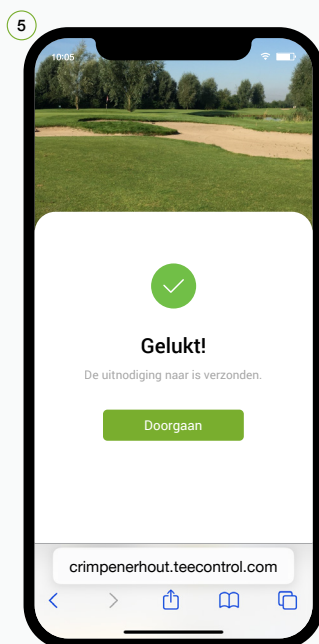 5
10:05
Gelukt!
De uitnodiging naar is verzonden.
Doorgaan
crimpenerhout.teecontrol.com